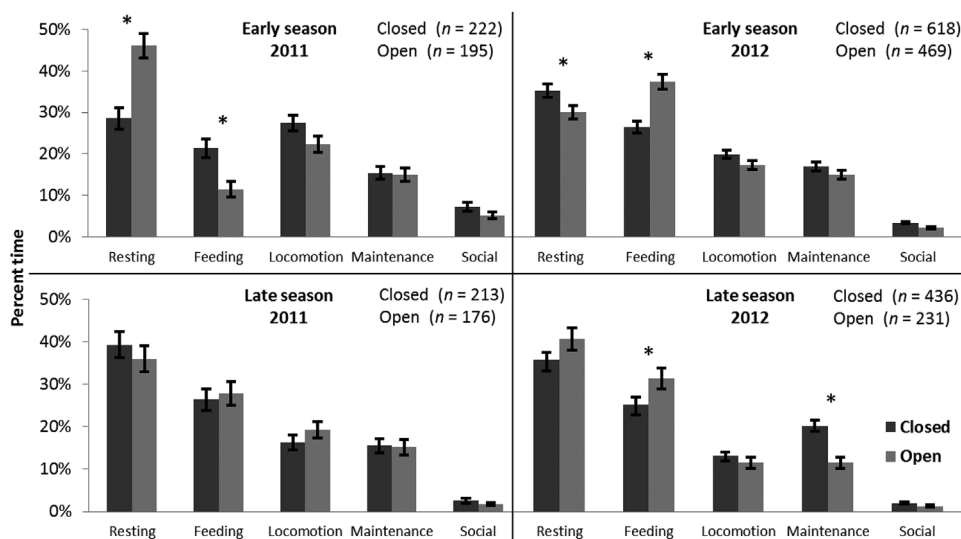 Percent time
Early season
2011
Closed (n = 222)
Open (n = 195)
50%
40%
30%
20%
10%
0%
*
*
Resting Feeding Locomotion Maintenance Social
Early season
2012
Closed (n = 618)
Open (n = 469)
*
*
Resting Feeding Locomotion Maintenance Social
Late season
2011
Closed (n = 213)
Open (n = 176)
50%
40%
30%
20%
10%
0%
Resting Feeding Locomotion Maintenance Social
Late season
2012
Closed (n = 436)
Open (n = 231)
*
*
Closed
Open
Resting Feeding Locomotion Maintenance Social